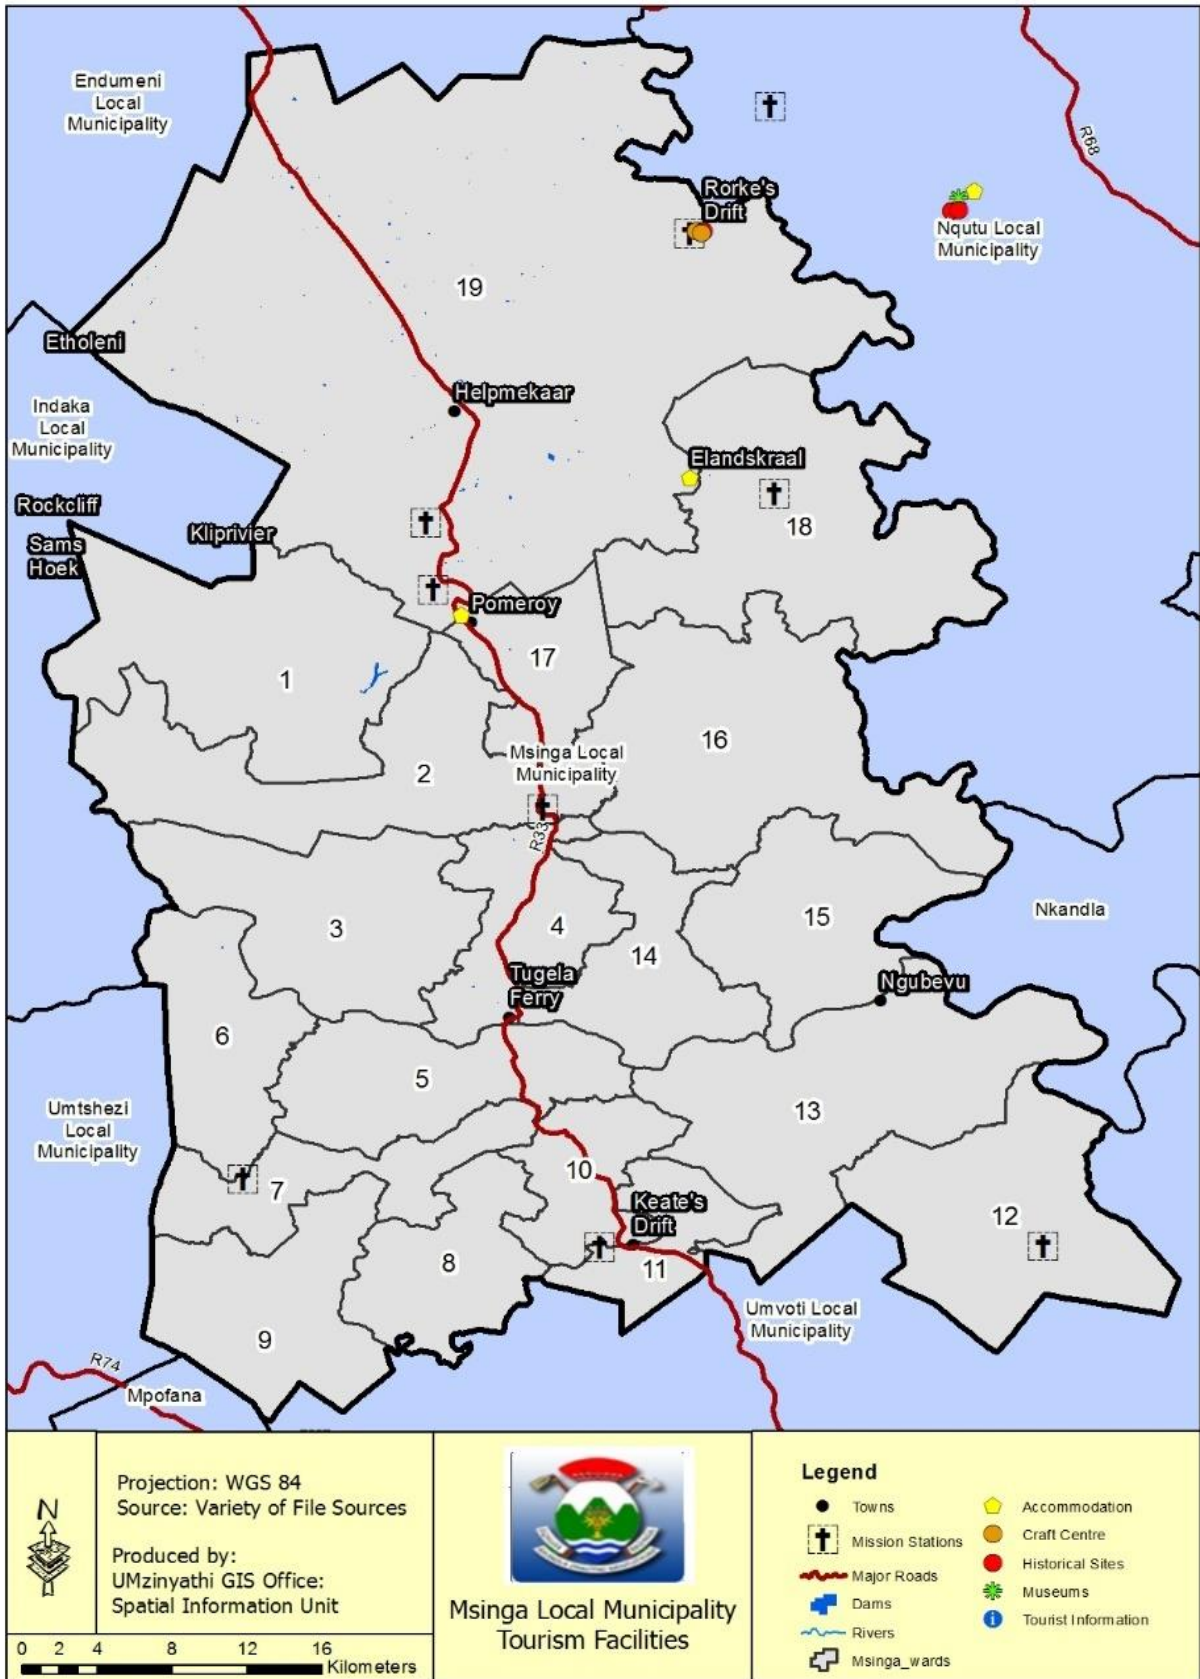 Endumeni
Local
Municipality
R68
Rorke's
Drift
Nqutu Local
Municipality
19
Etholeni
Helpmekaar
Indaka
Local
Municipality
Elandskraal
Rockcliff
Kliprivier
18
Sams
Hoek
Pomeroy
17
1
16
Msinga Local
Municipality
2
R33
3
4
15
Nkandla
14
Tugela
Ferry
Ngubevu
6
5
13
Umtshezi
Local
Municipality
10
7
Keate's
Drift
12
8
11
Umvoti Local
Municipality
9
R74
Mpofana
N
Projection: WGS 84
Source: Variety of File Sources
Produced by:
UMzinyathi GIS Office:
Spatial Information Unit
0 2 4 8 12 16
Kilometers
Msinga Local Municipality
Tourism Facilities
Legend
Towns
Mission Stations
Major Roads
Dams
Rivers
Msinga_wards
Accommodation
Craft Centre
Historical Sites
Museums
Tourist Information